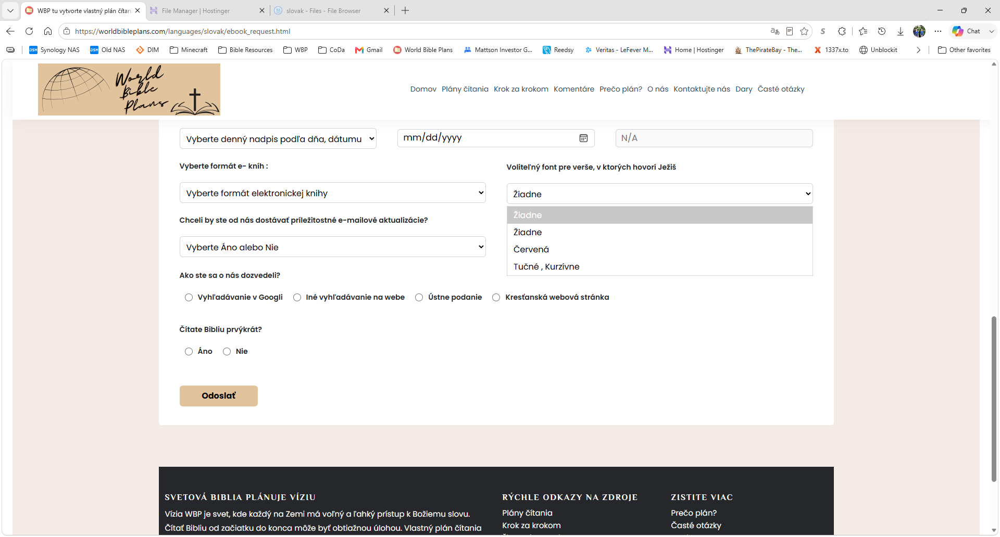 WBP tu vytvorte vlastný plán čítani
File Manager | Hostinger
slovak - Files - File Browser
https://worldbibleplans.com/languages/slovak/ebook_request.html
Chat
Synology NAS
Old NAS
DIM
Minecraft
Bible Resources
WBP
CoDa
Gmail
World Bible Plans
Mattson Investor G...
Reedsy
Veritas - LeFever M...
Home | Hostinger
ThePirateBay - The...
1337x.to
Unblockit
Other favorites
World
Bible
Plans
Domov Plány čítania Krok za krokom Komentáre Prečo plán? O nás Kontaktujte nás Dary Časté otázky
Vyberte denný nadpis podľa dňa, dátumu
mm/dd/yyyy
N/A
Vyberte formát e- kníh :
Voliteľný font pre verše, v ktorých hovorí Ježiš
Vyberte formát elektronickej knihy
Žiadne
Žiadne
Žiadne
Červená
Tučné , Kurzívne
Chceli by ste od nás dostávať príležitostné e-mailové aktualizácie?
Vyberte Áno alebo Nie
Ako ste sa o nás dozvedeli?
Vyhľadávanie v Googli
Iné vyhľadávanie na webe
Ústne podanie
Kresťanská webová stránka
Čítate Bibliu prvýkrát?
Áno
Nie
Odoslať
SVETOVÁ BIBLIA PLÁNUJE VÍZIU
Vízia WBP je svet, kde každý na Zemi má voľný a ľahký prístup k Božiemu slovu.
Čítať Bibliu od začiatku do konca môže byť obtiažnou úlohou. Vlastný plán čítania
RÝCHLE ODKAZY NA ZDROJE
Plány čítania
Krok za krokom
ZISTITE VIAC
Prečo plán?
Časté otázky